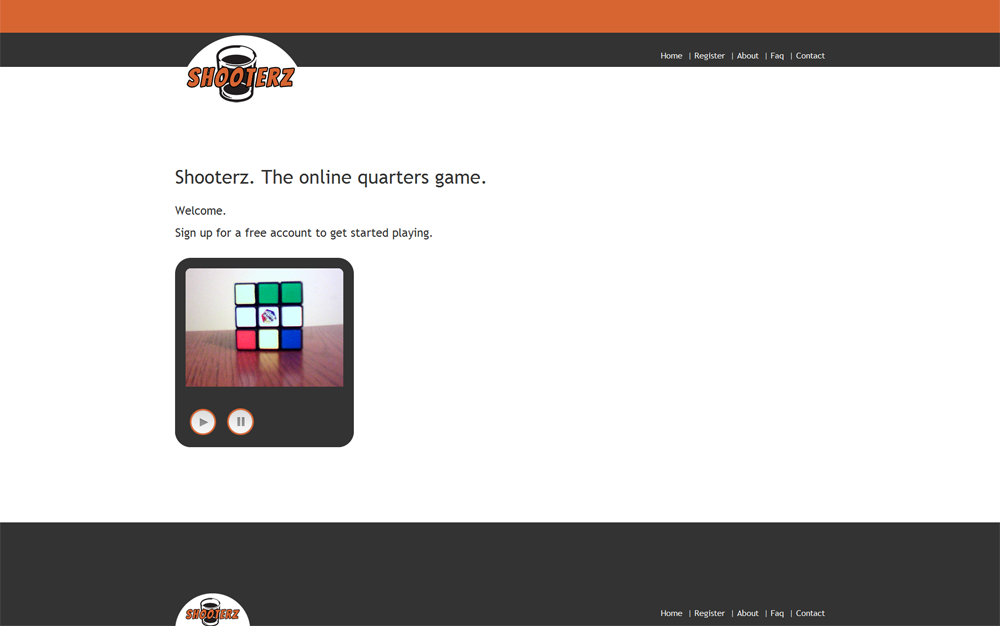 Home | Register | About | Faq | Contact
SHOOTERZ
Shooterz. The online quarters game.
Welcome.
Sign up for a free account to get started playing.
SHOOTERZ
Home | Register | About | Faq | Contact